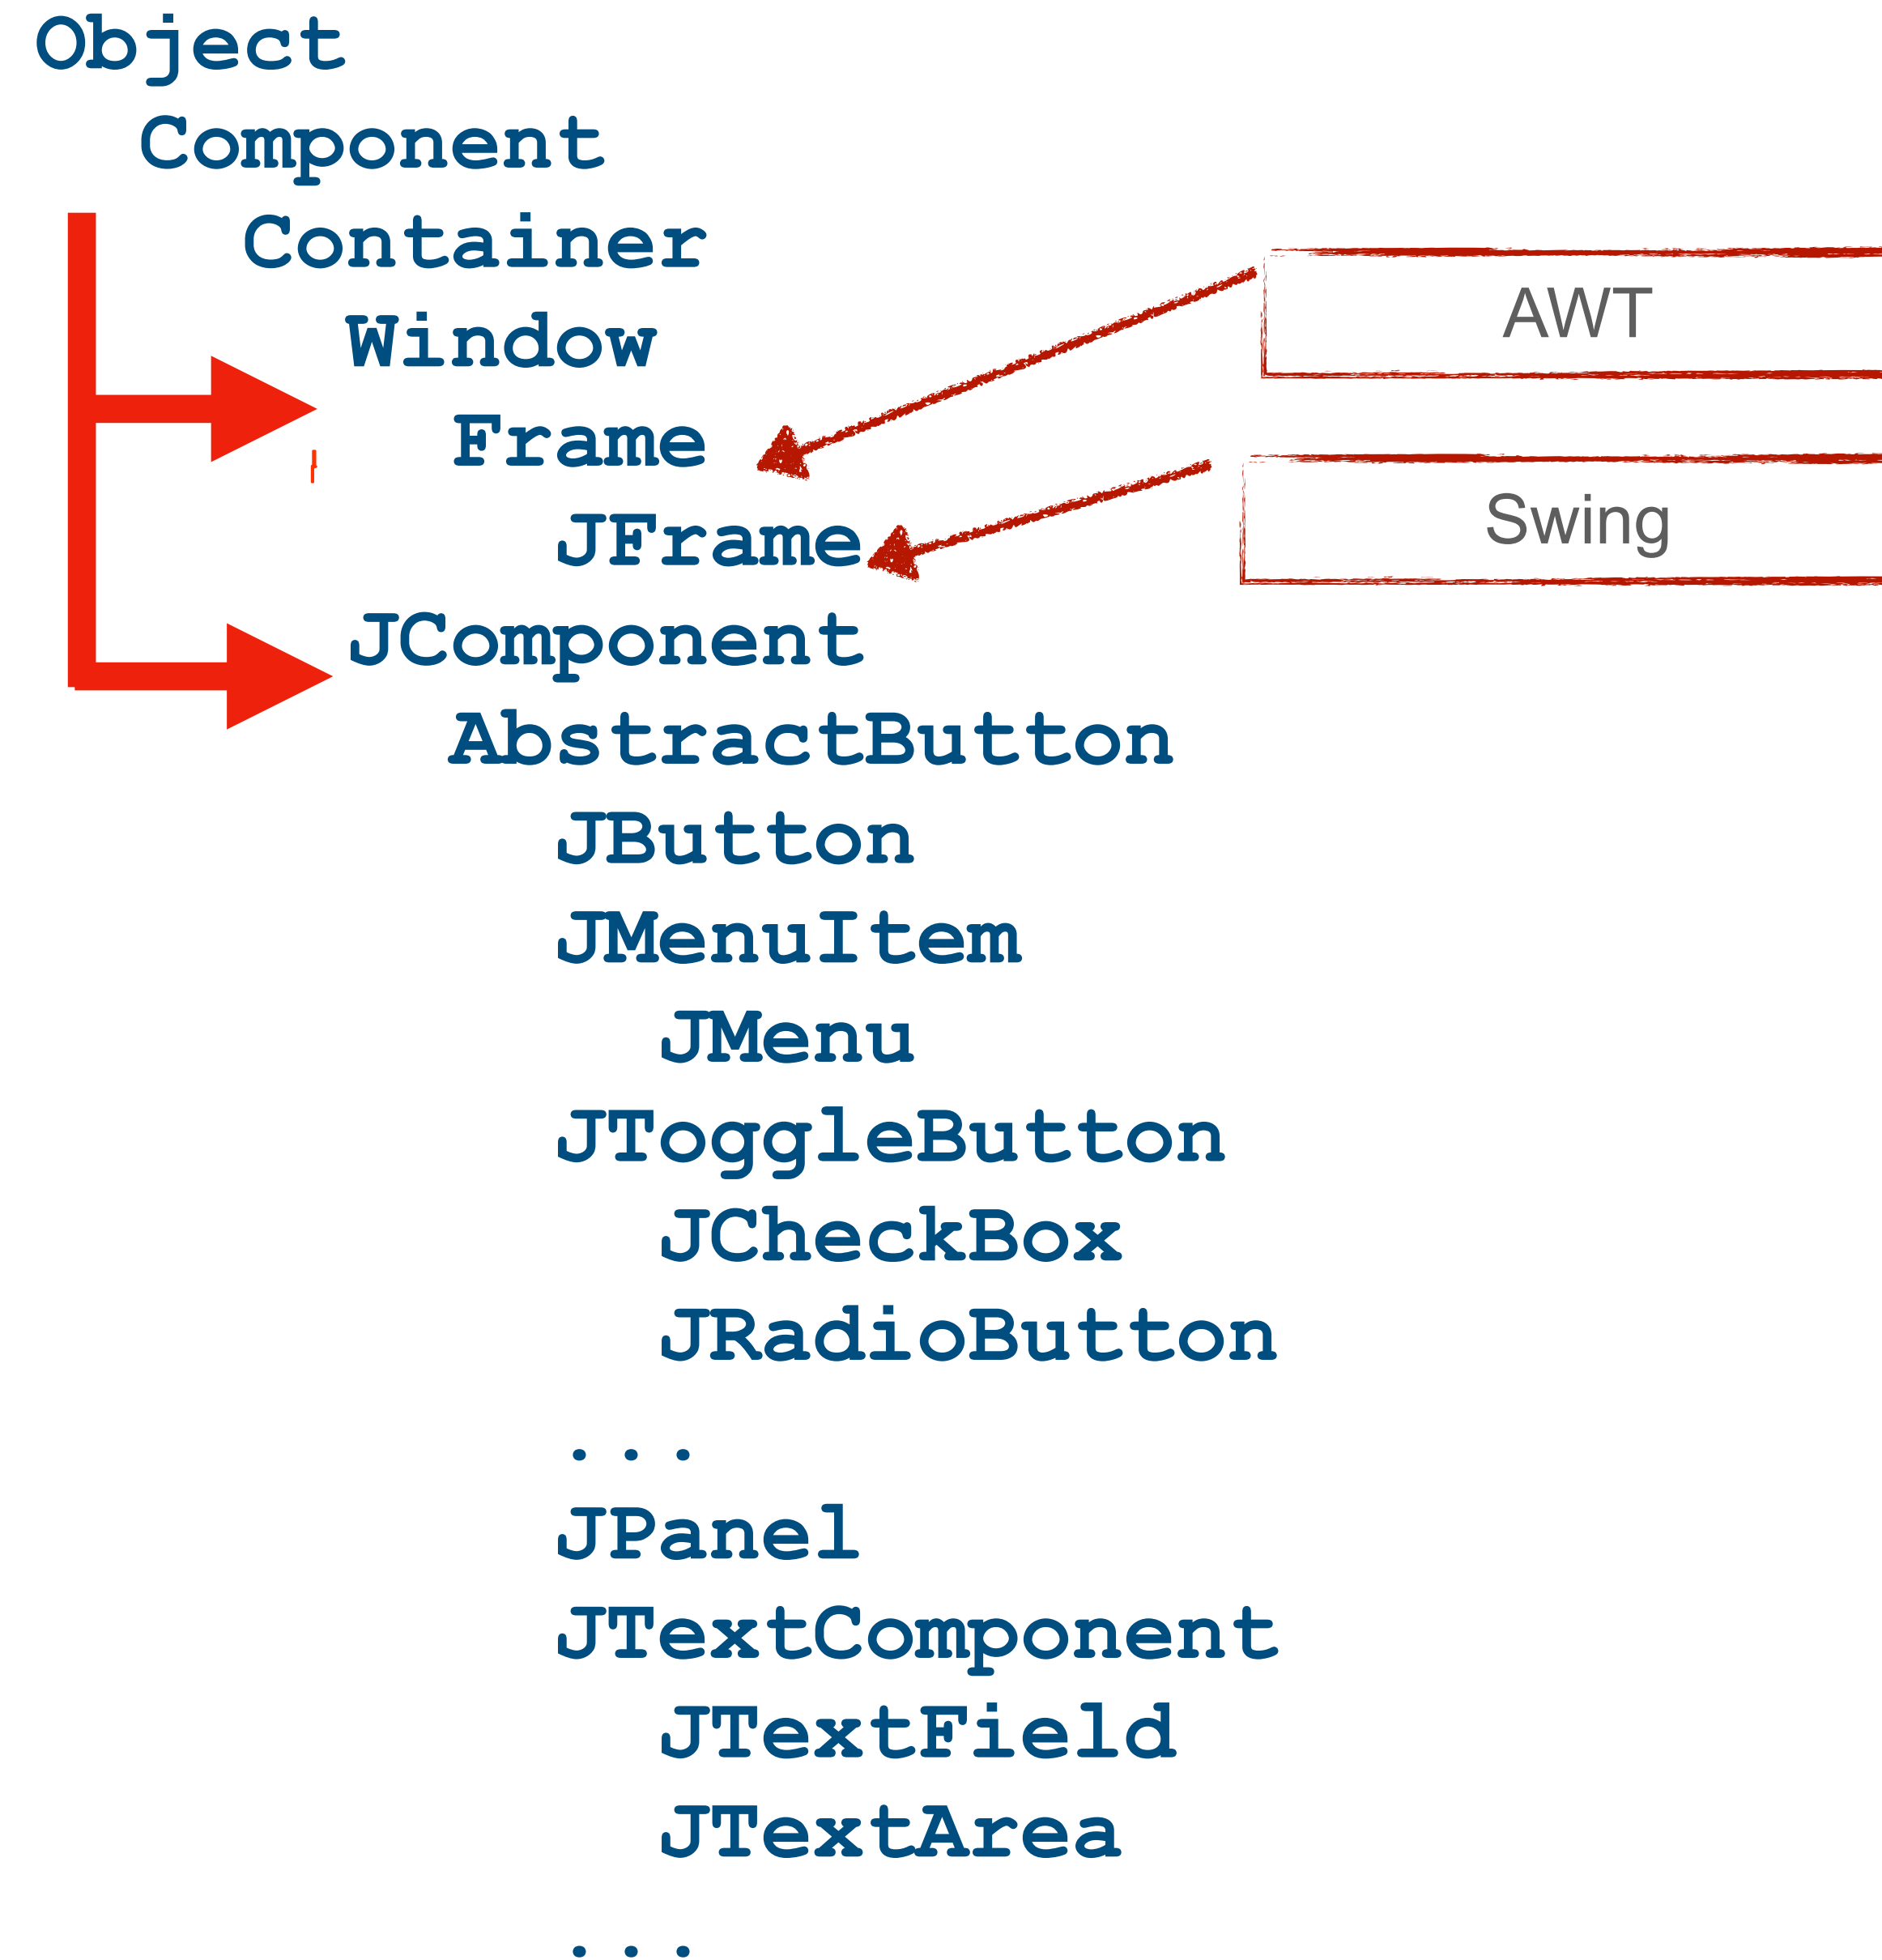 Object
Component
Container
Window
Frame
JFrame
JComponent
AbstractButton
JButton
JMenuItem
JMenu
JToggleButton
JCheckBox
JRadioButton
...
JPanel
JTextComponent
JTextField
JTextArea
...
AWT
Swing